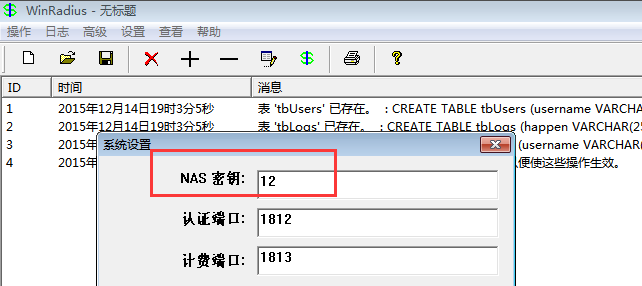 WinRadius - 无标题
操作 日志 高级 设置 查看 帮助
ID 时间 消息
1 2015年12月14日19时3分5秒 表 'tbUsers' 已存在。 : CREATE TABLE tbUsers (username VARCHA
2 2015年12月14日19时3分5秒 表 'tbLogs' 已存在。 : CREATE TABLE tbLogs (happen VARCHAR(25
3 2015年 (username VARCHAR(
4 2015年 以便使这些操作生效。
系统设置
NAS 密钥: 12
认证端口: 1812
计费端口: 1813